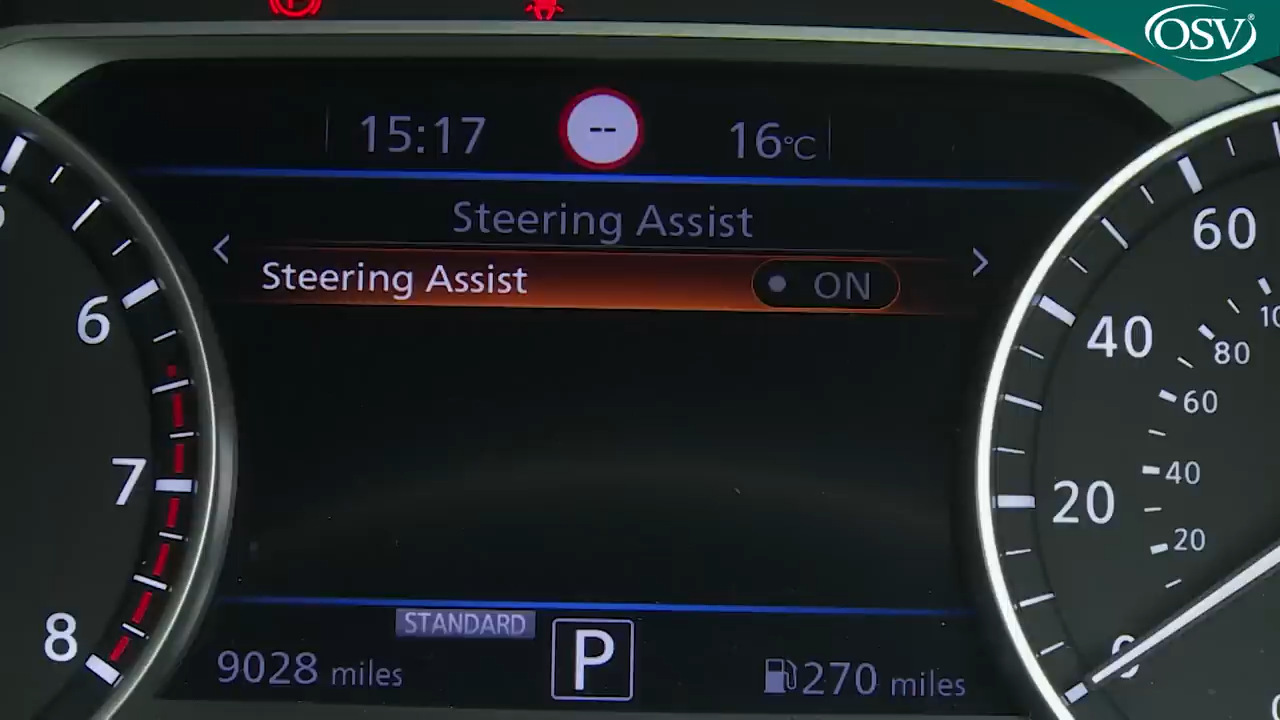 OSV
15:17
--
16°C
Steering Assist
< >
Steering Assist ON
STANDARD
9028 miles
P
270 miles
6
7
8
60
40
20
0
80
60
40
20